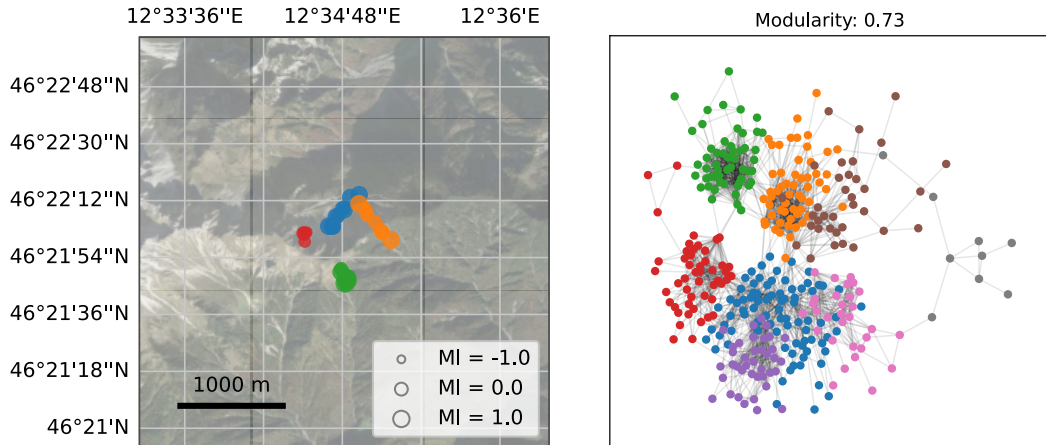 12°33'36"E 12°34'48"E 12°36'E
Modularity: 0.73
46°22'48"N
46°22'30"N
46°22'12"N
46°21'54"N
46°21'36"N
46°21'18"N
46°21'N
1000 m
Ml = -1.0
Ml = 0.0
Ml = 1.0